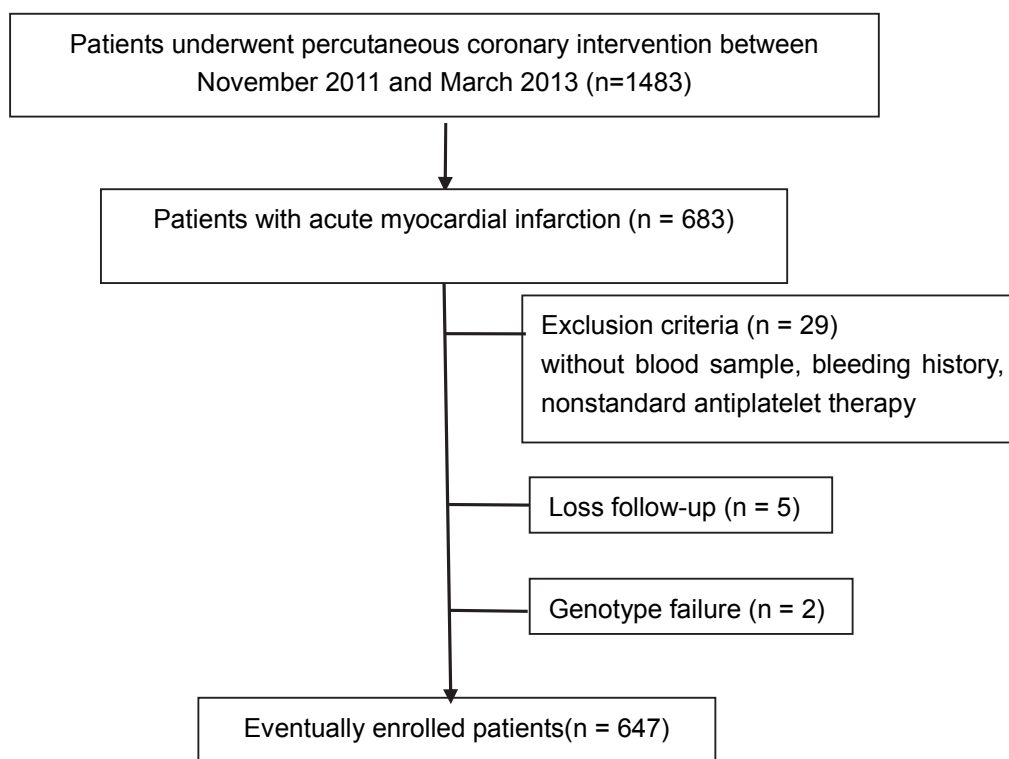 Patients underwent percutaneous coronary intervention between
November 2011 and March 2013 (n=1483)
Patients with acute myocardial infarction (n = 683)
Exclusion criteria (n = 29)
without blood sample, bleeding history,
nonstandard antiplatelet therapy
Loss follow-up (n = 5)
Genotype failure (n = 2)
Eventually enrolled patients(n = 647)